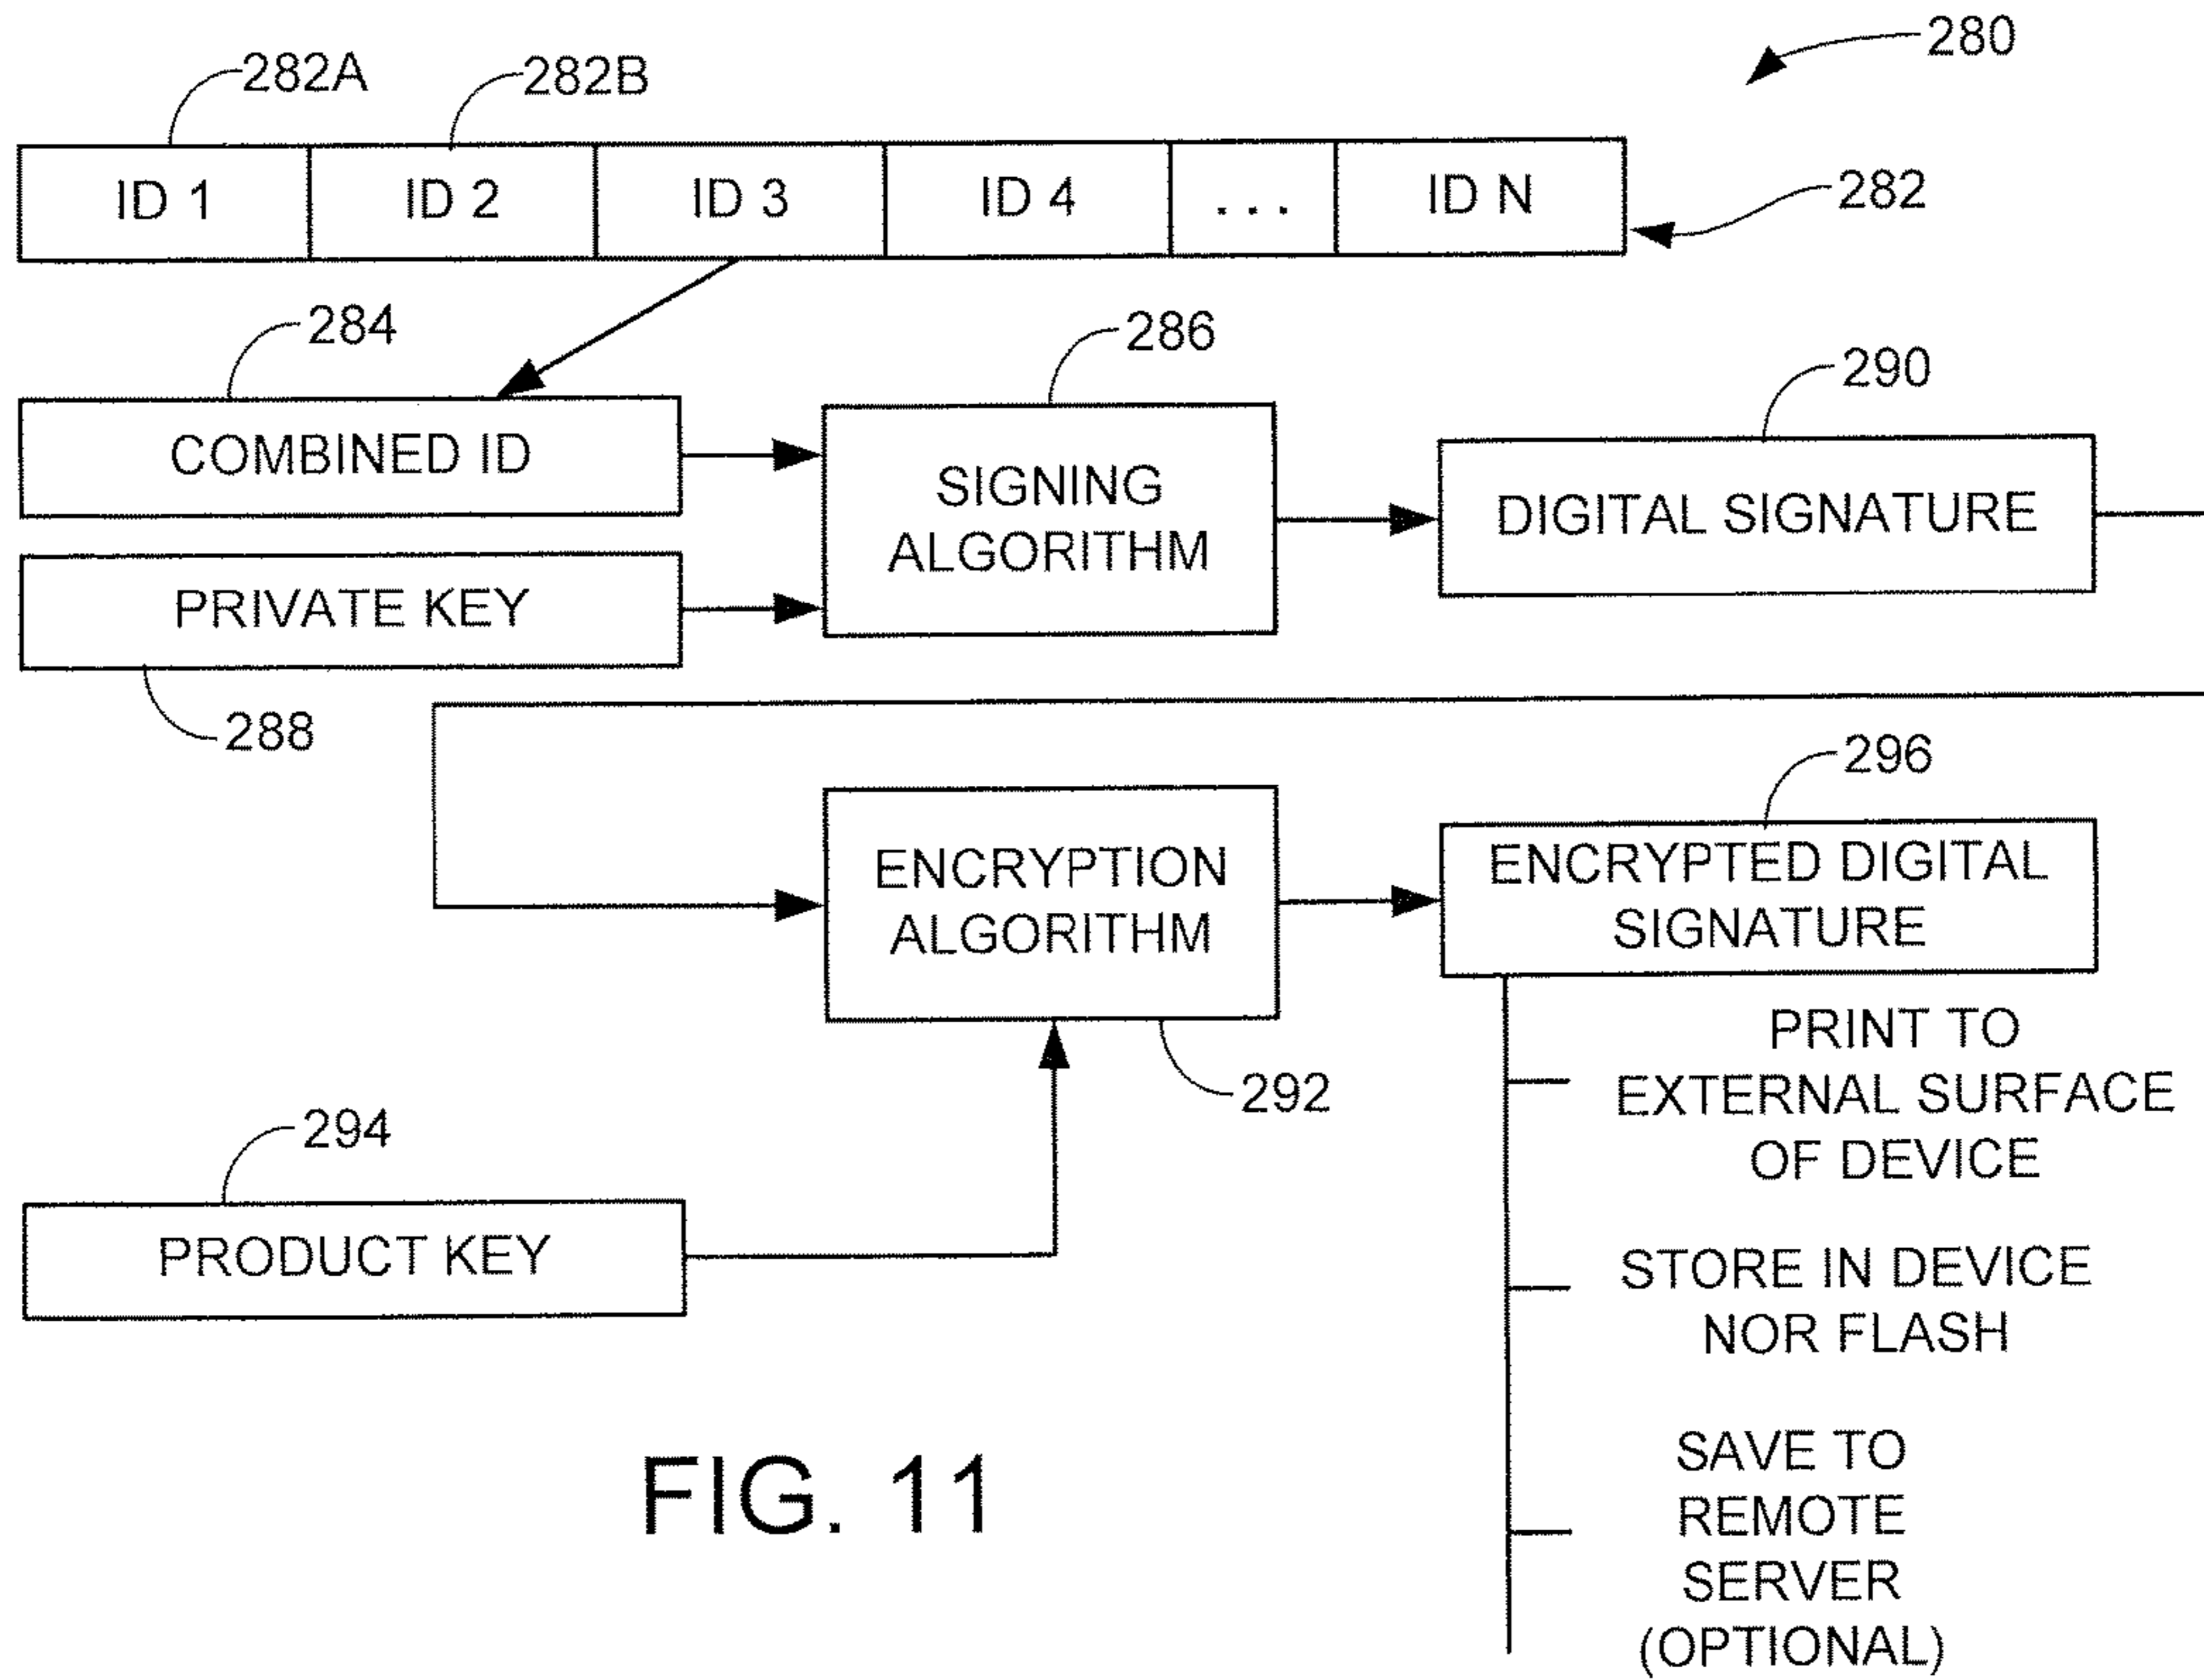 280
282A
282B
ID 1
ID 2
ID 3
ID 4
. . .
ID N
282
284
286
290
COMBINED ID
SIGNING
ALGORITHM
DIGITAL SIGNATURE
PRIVATE KEY
288
296
ENCRYPTION
ALGORITHM
ENCRYPTED DIGITAL
SIGNATURE
292
294
PRODUCT KEY
PRINT TO
EXTERNAL SURFACE
OF DEVICE
STORE IN DEVICE
NOR FLASH
SAVE TO
REMOTE
SERVER
(OPTIONAL)
FIG. 11